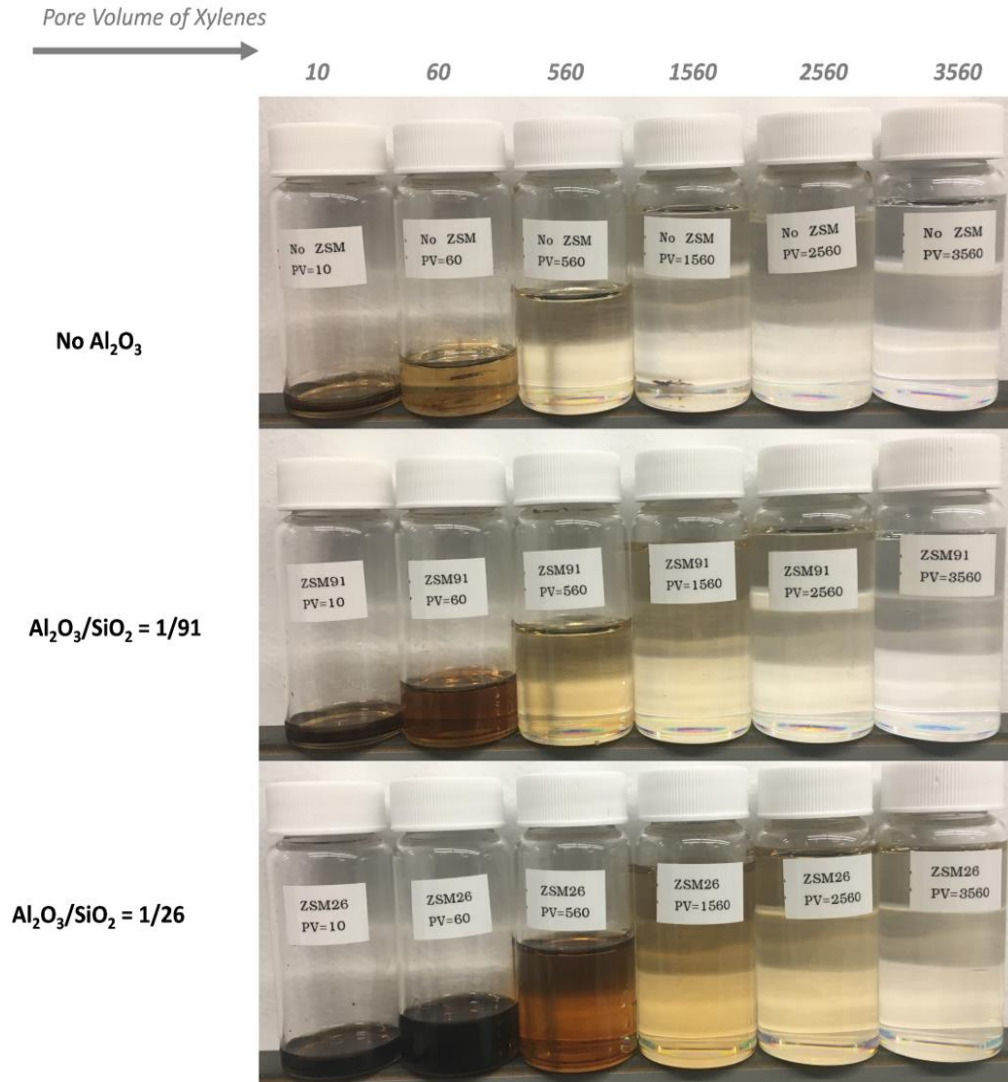 Pore Volume of Xylenes
10 60 560 1560 2560 3560
No Al₂O₃
No ZSM
PV=10
No ZSM
PV=60
No ZSM
PV=560
No ZSM
PV=1560
No ZSM
PV=2560
No ZSM
PV=3560
Al₂O₃/SiO₂ = 1/91
ZSM91
PV=10
ZSM91
PV=60
ZSM91
PV=560
ZSM91
PV=1560
ZSM91
PV=2560
ZSM91
PV=3560
Al₂O₃/SiO₂ = 1/26
ZSM26
PV=10
ZSM26
PV=60
ZSM26
PV=560
ZSM26
PV=1560
ZSM26
PV=2560
ZSM26
PV=3560